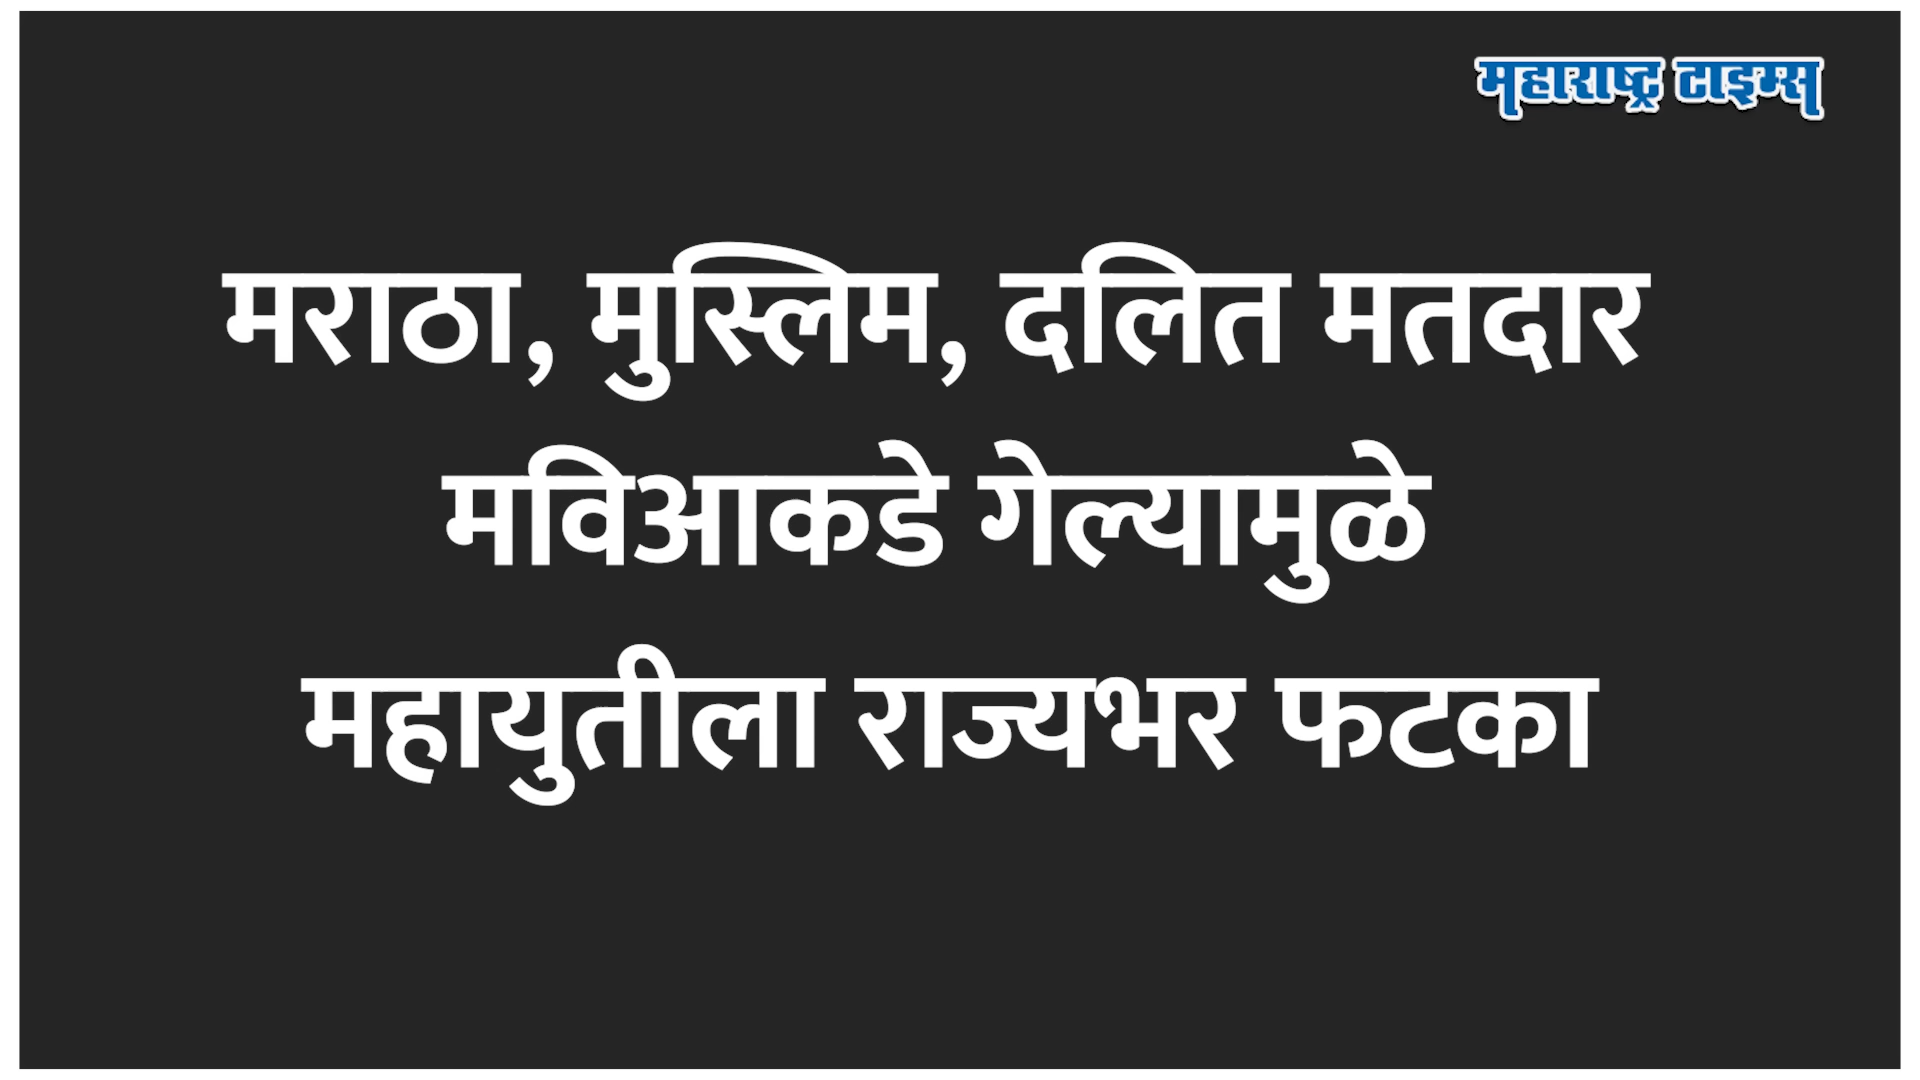 महाराष्ट्र टाइम्स
मराठा, मुस्लिम, दलित मतदार
मविआकडे गेल्यामुळे
महायुतीला राज्यभर फटका